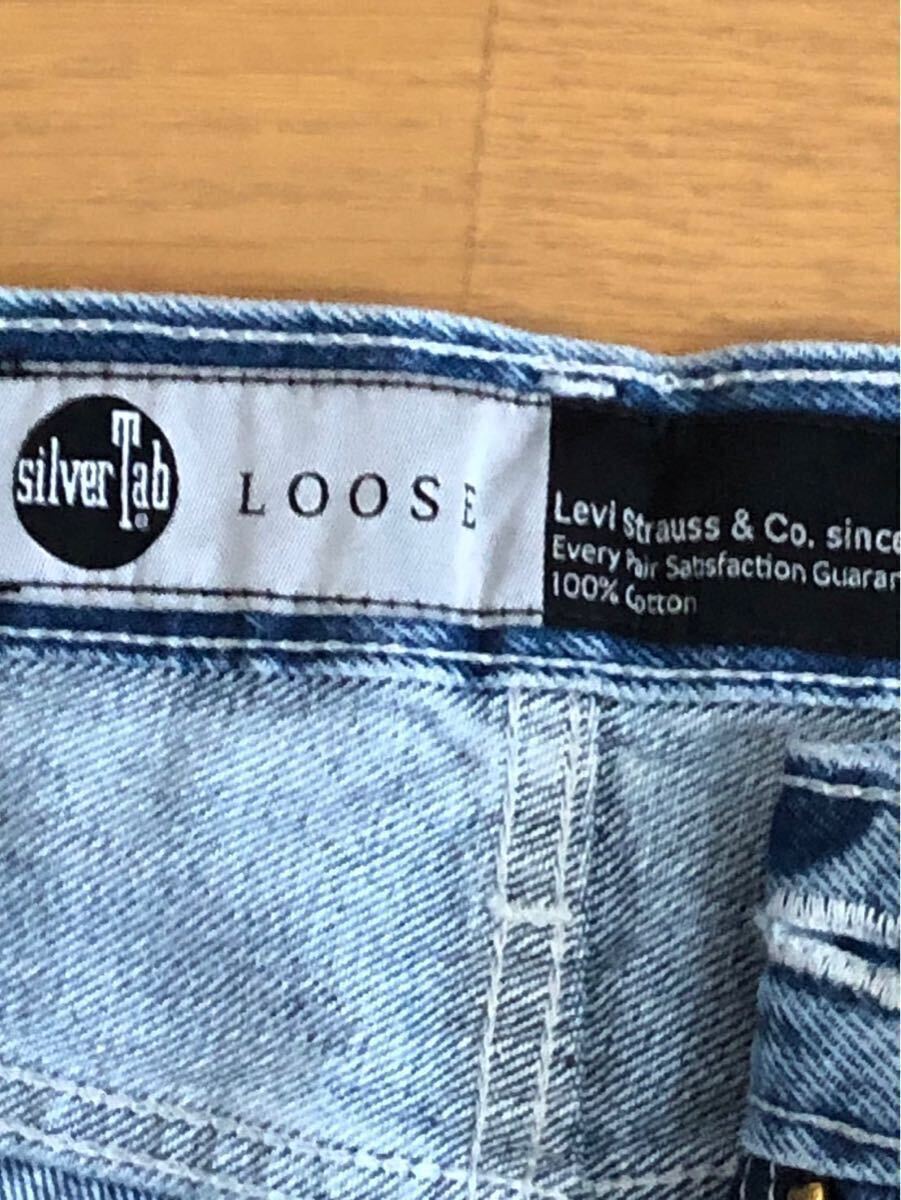 silverTab®
LOOSE
Levi Strauss & Co. since
Every Pair Satisfaction Guaran
100% Cotton